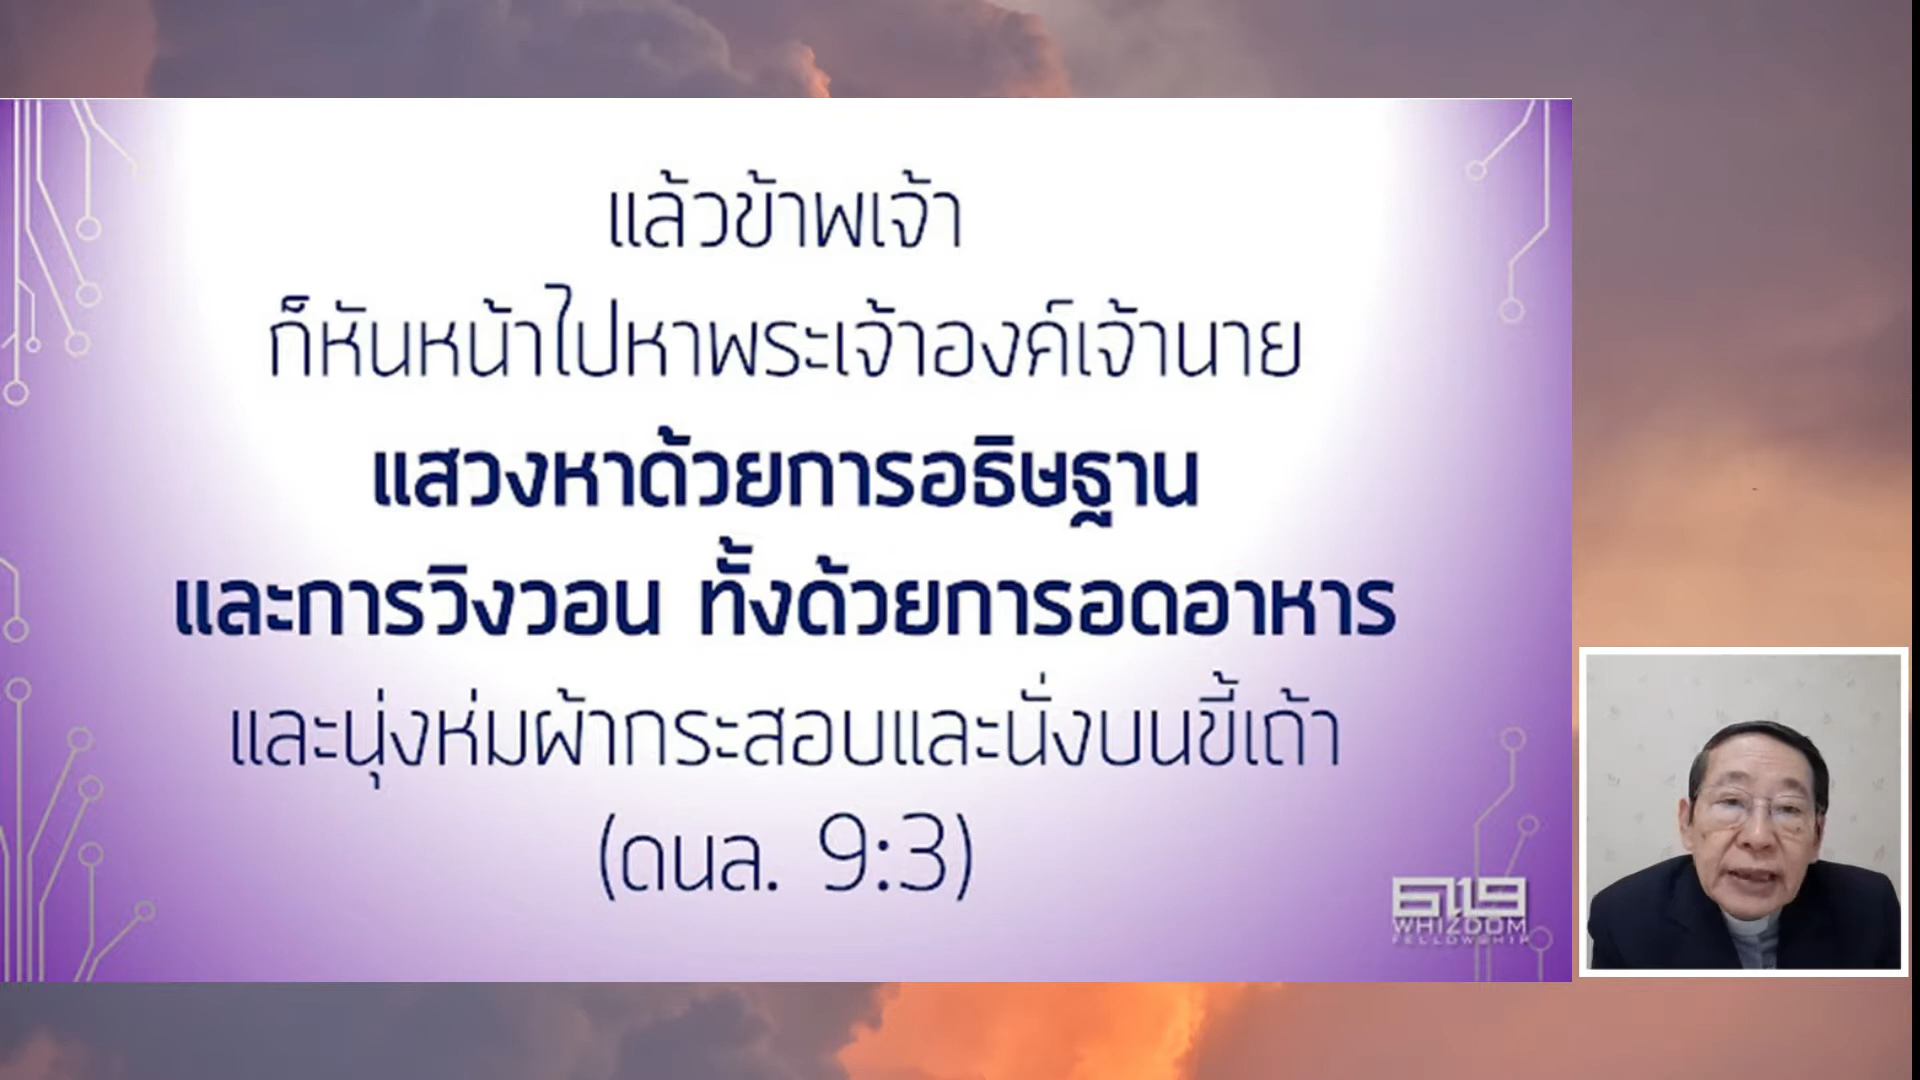 แล้วข้าพเจ้า
ก็หันหน้าไปหาพระเจ้าองค์เจ้านาย
แสวงหาด้วยการอธิษฐาน
และการวิงวอน ทั้งด้วยการอดอาหาร
และนุ่งห่มผ้ากระสอบและนั่งบนขี้เถ้า
(ดนล. 9:3)
WHIZDOM
FELLOWSHIP